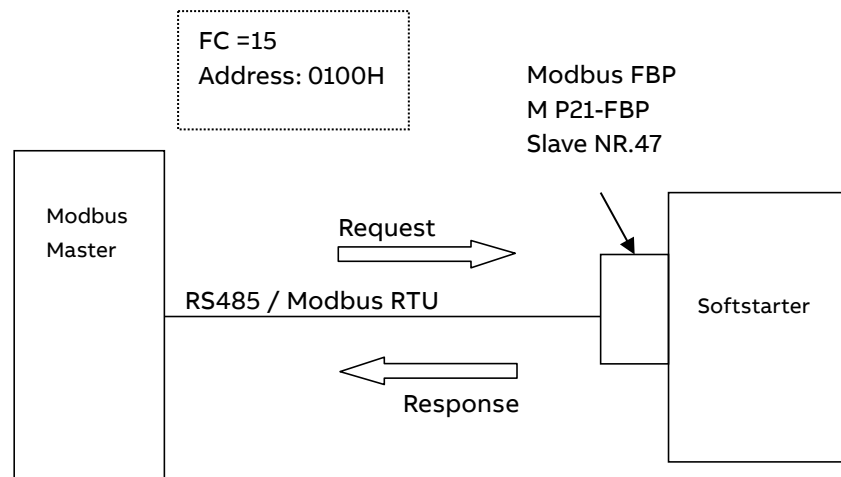 FC =15
Address: 0100H
Modbus FBP
M P21-FBP
Slave NR.47
Modbus
Master
Request
RS485 / Modbus RTU
Softstarter
Response